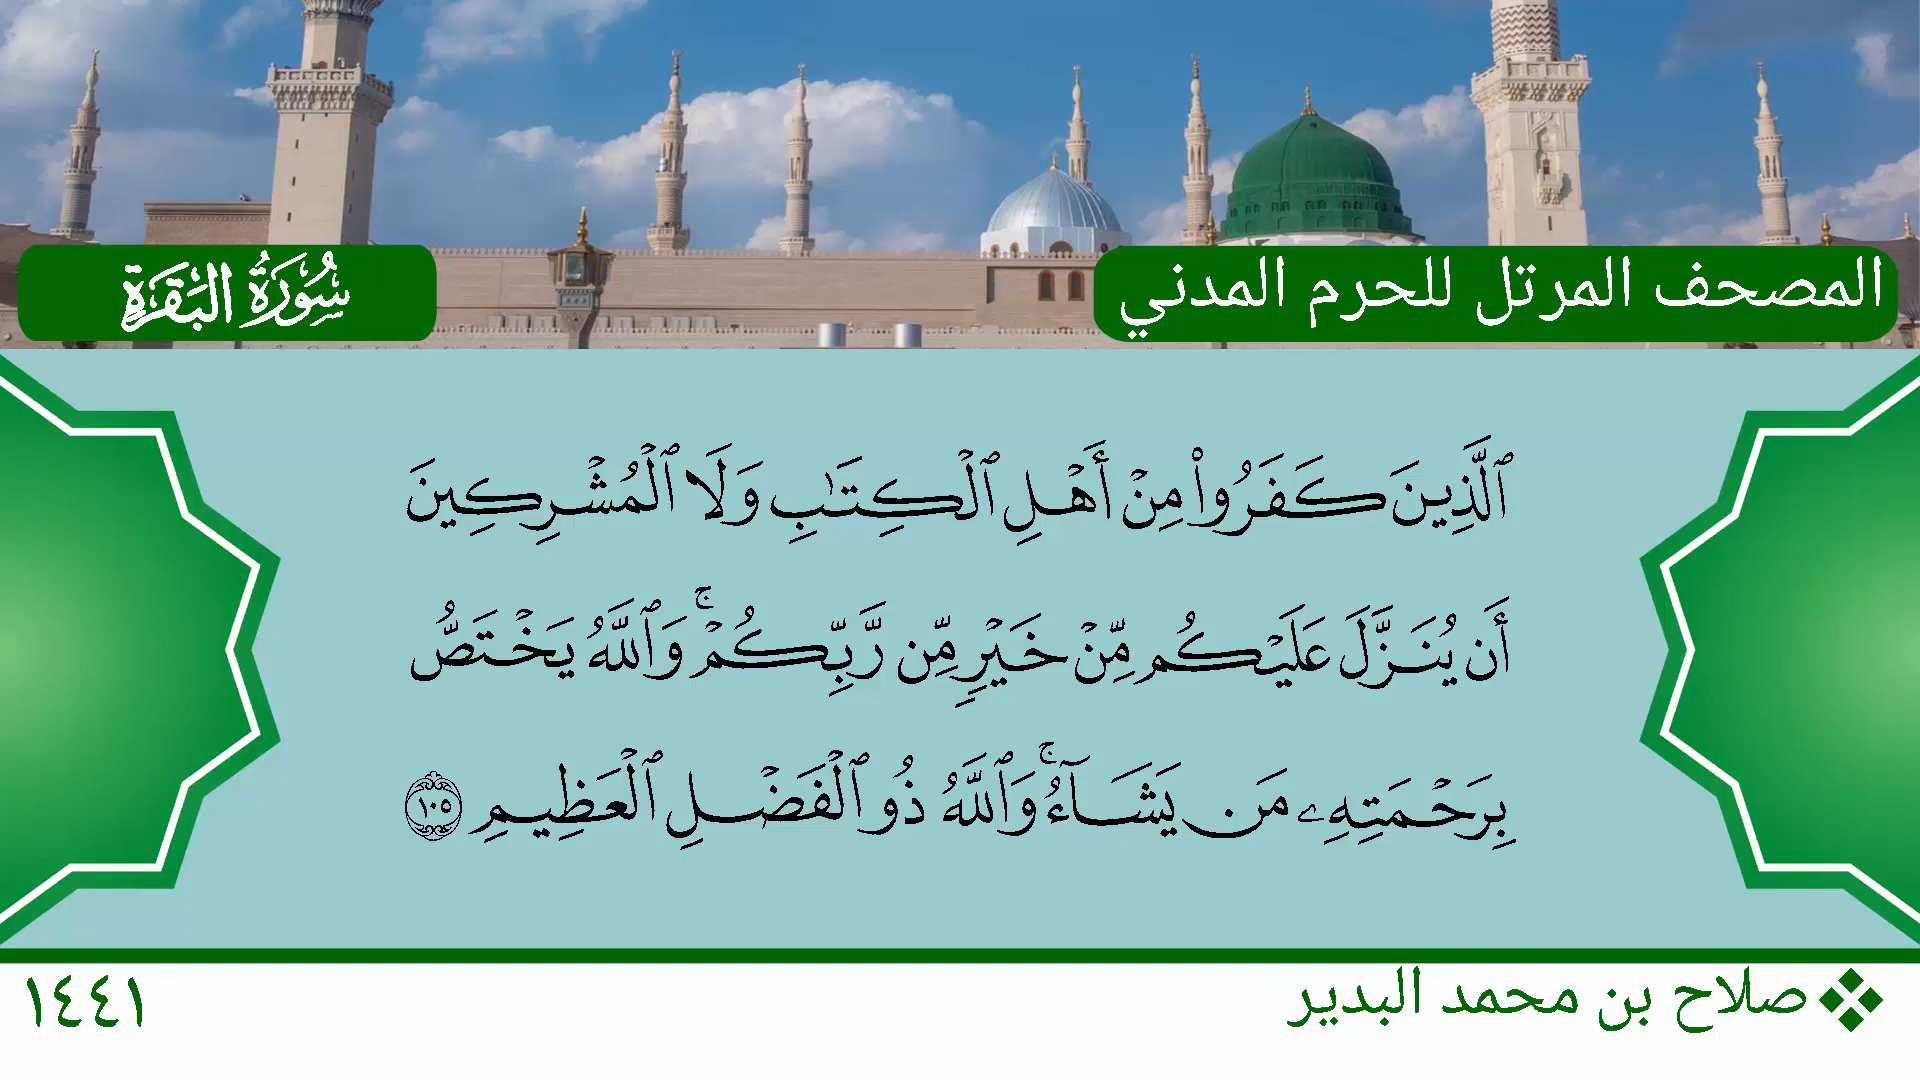 المصحف المرتل للحرم المدني
سُورَةُ البَقَرَةِ
ٱلَّذِينَ كَفَرُوا۟ مِنْ أَهْلِ ٱلْكِتَٰبِ وَلَا ٱلْمُشْرِكِينَ
أَن يُنَزَّلَ عَلَيْكُم مِّنْ خَيْرٍ مِّن رَّبِّكُمْ ۚ وَٱللَّهُ يَخْتَصُّ
بِرَحْمَتِهِۦ مَن يَشَآءُ ۚ وَٱللَّهُ ذُو ٱلْفَضْلِ ٱلْعَظِيمِ ١٠٥
صلاح بن محمد البدير
١٤٤١